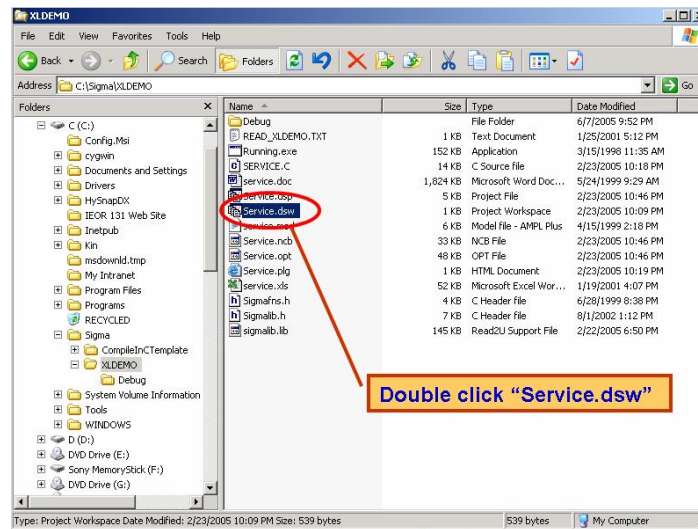 XLDEMO
File Edit View Favorites Tools Help
Back Search Folders
Address C:\Sigma\XLDEMO Go
Folders
C (C:)
Config.Msi
cygwin
Documents and Settings
Drivers
HySnapDX
IEOR 131 Web Site
Inetpub
Kin
msdownld.tmp
My Intranet
Program Files
Programs
RECYCLED
Sigma
CompileInCTemplate
XLDEMO
Debug
System Volume Information
Tools
WINDOWS
D (D:)
DVD Drive (E:)
Sony MemoryStick (F:)
DVD Drive (G:)
Name Size Type Date Modified
Debug File Folder 6/7/2005 9:52 PM
READ_XLDEMO.TXT 1 KB Text Document 1/25/2001 5:12 PM
Running.exe 152 KB Application 3/15/1998 11:35 AM
SERVICE.C 14 KB C Source file 2/23/2005 10:18 PM
service.doc 1,824 KB Microsoft Word Doc... 5/24/1999 9:29 AM
Service.dsp 5 KB Project File 2/23/2005 10:46 PM
Service.dsw 1 KB Project Workspace 2/23/2005 10:09 PM
service.mod 6 KB Model file - AMPL Plus 4/15/1999 2:18 PM
Service.ncb 33 KB NCB File 2/23/2005 10:46 PM
Service.opt 48 KB OPT File 2/23/2005 10:46 PM
Service.plg 1 KB HTML Document 2/23/2005 10:19 PM
service.xls 52 KB Microsoft Excel Wor... 1/19/2001 4:07 PM
Sigmafns.h 4 KB C Header file 6/28/1999 8:38 PM
Sigmalib.h 7 KB C Header file 8/1/2002 1:12 PM
sigmalib.lib 145 KB Read2U Support File 2/22/2005 6:50 PM
Double click “Service.dsw”
Type: Project Workspace Date Modified: 2/23/2005 10:09 PM Size: 539 bytes 539 bytes My Computer